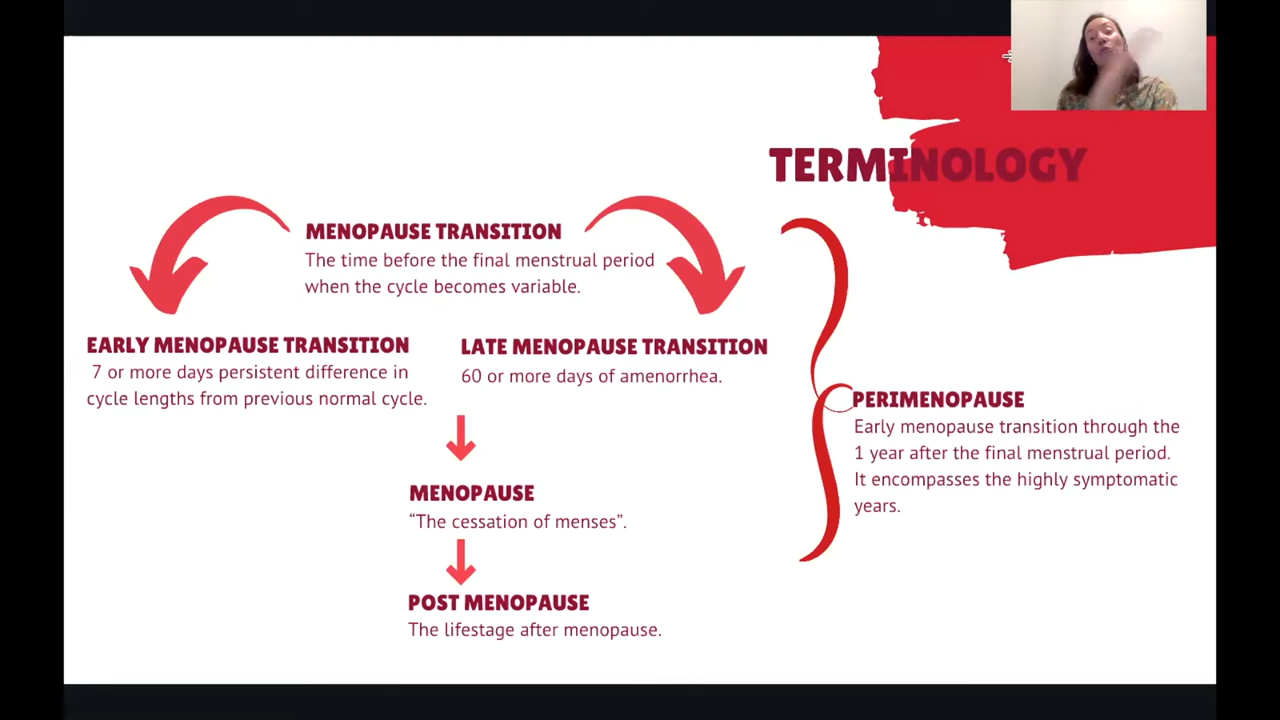 TERMINOLOGY
MENOPAUSE TRANSITION
The time before the final menstrual period
when the cycle becomes variable.
EARLY MENOPAUSE TRANSITION
7 or more days persistent difference in
cycle lengths from previous normal cycle.
LATE MENOPAUSE TRANSITION
60 or more days of amenorrhea.
MENOPAUSE
“The cessation of menses”.
POST MENOPAUSE
The lifestage after menopause.
PERIMENOPAUSE
Early menopause transition through the
1 year after the final menstrual period.
It encompasses the highly symptomatic
years.